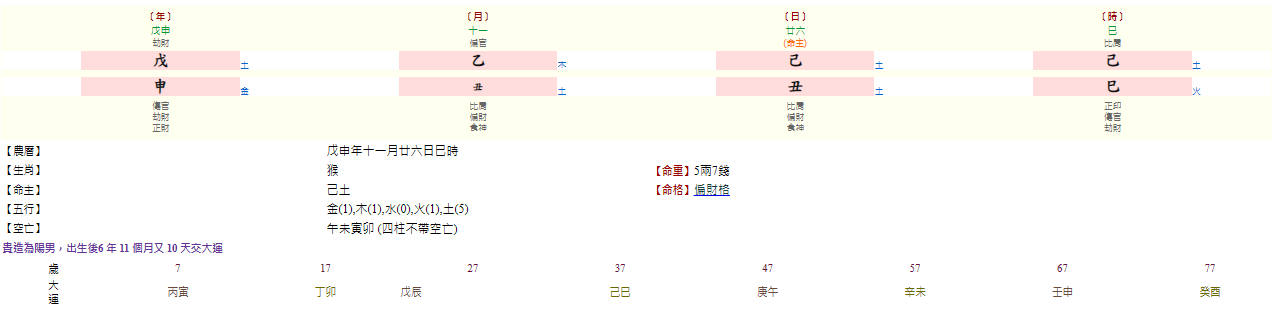 〔年〕 〔月〕 〔日〕 〔時〕
戊申 十一 廿六 巳
劫財 偏官 (命主) 比肩
戊 土 乙 木 己 土 己 土
申 金 丑 土 丑 土 巳 火
傷官 比肩 比肩 正印
劫財 偏財 偏財 傷官
正財 食神 食神 劫財
【農曆】 戊申年十一月廿六日巳時
【生肖】 猴 【命重】5兩7錢
【命主】 己土 【命格】偏財格
【五行】 金(1),木(1),水(0),火(1),土(5)
【空亡】 午未寅卯 (四柱不帶空亡)
貴造為陽男，出生後6 年 11 個月又 10 天交大運
歲 7 17 27 37 47 57 67 77
大運 丙寅 丁卯 戊辰 己巳 庚午 辛未 壬申 癸酉